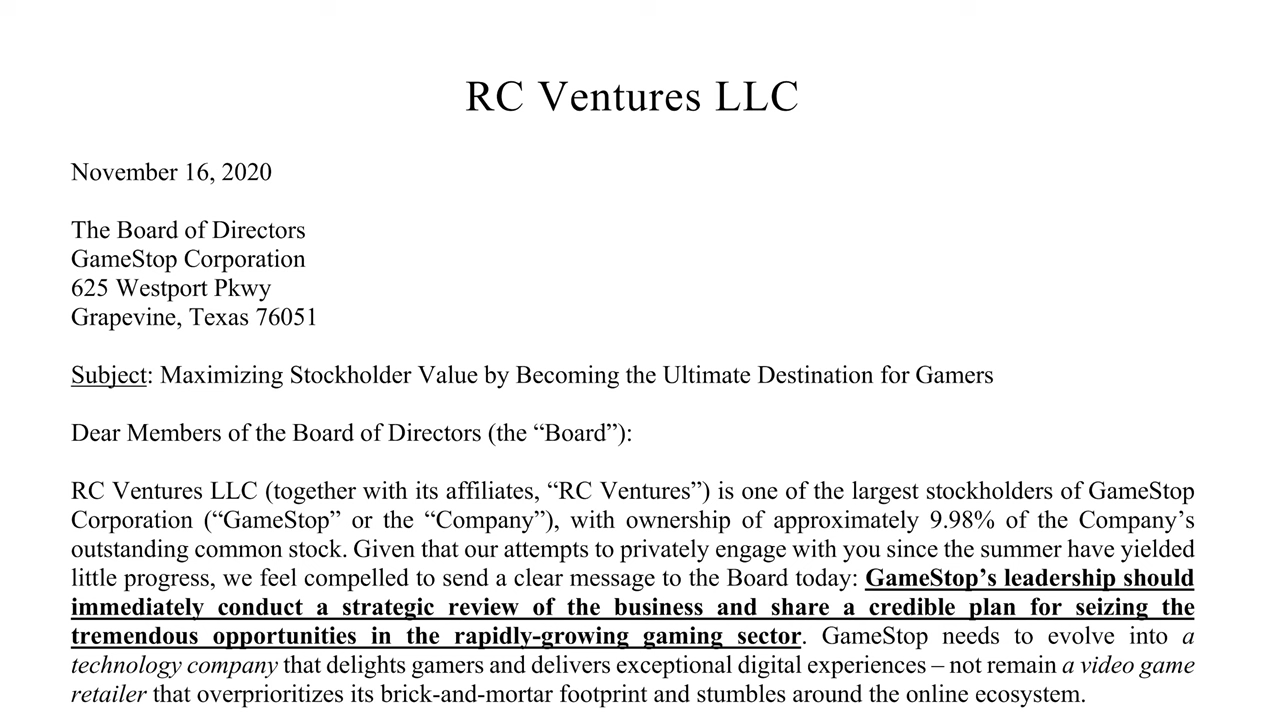 RC Ventures LLC
November 16, 2020
The Board of Directors
GameStop Corporation
625 Westport Pkwy
Grapevine, Texas 76051
Subject: Maximizing Stockholder Value by Becoming the Ultimate Destination for Gamers
Dear Members of the Board of Directors (the “Board”):
RC Ventures LLC (together with its affiliates, “RC Ventures”) is one of the largest stockholders of GameStop
Corporation (“GameStop” or the “Company”), with ownership of approximately 9.98% of the Company’s
outstanding common stock. Given that our attempts to privately engage with you since the summer have yielded
little progress, we feel compelled to send a clear message to the Board today: GameStop’s leadership should
immediately conduct a strategic review of the business and share a credible plan for seizing the
tremendous opportunities in the rapidly-growing gaming sector. GameStop needs to evolve into a
technology company that delights gamers and delivers exceptional digital experiences – not remain a video game
retailer that overprioritizes its brick-and-mortar footprint and stumbles around the online ecosystem.